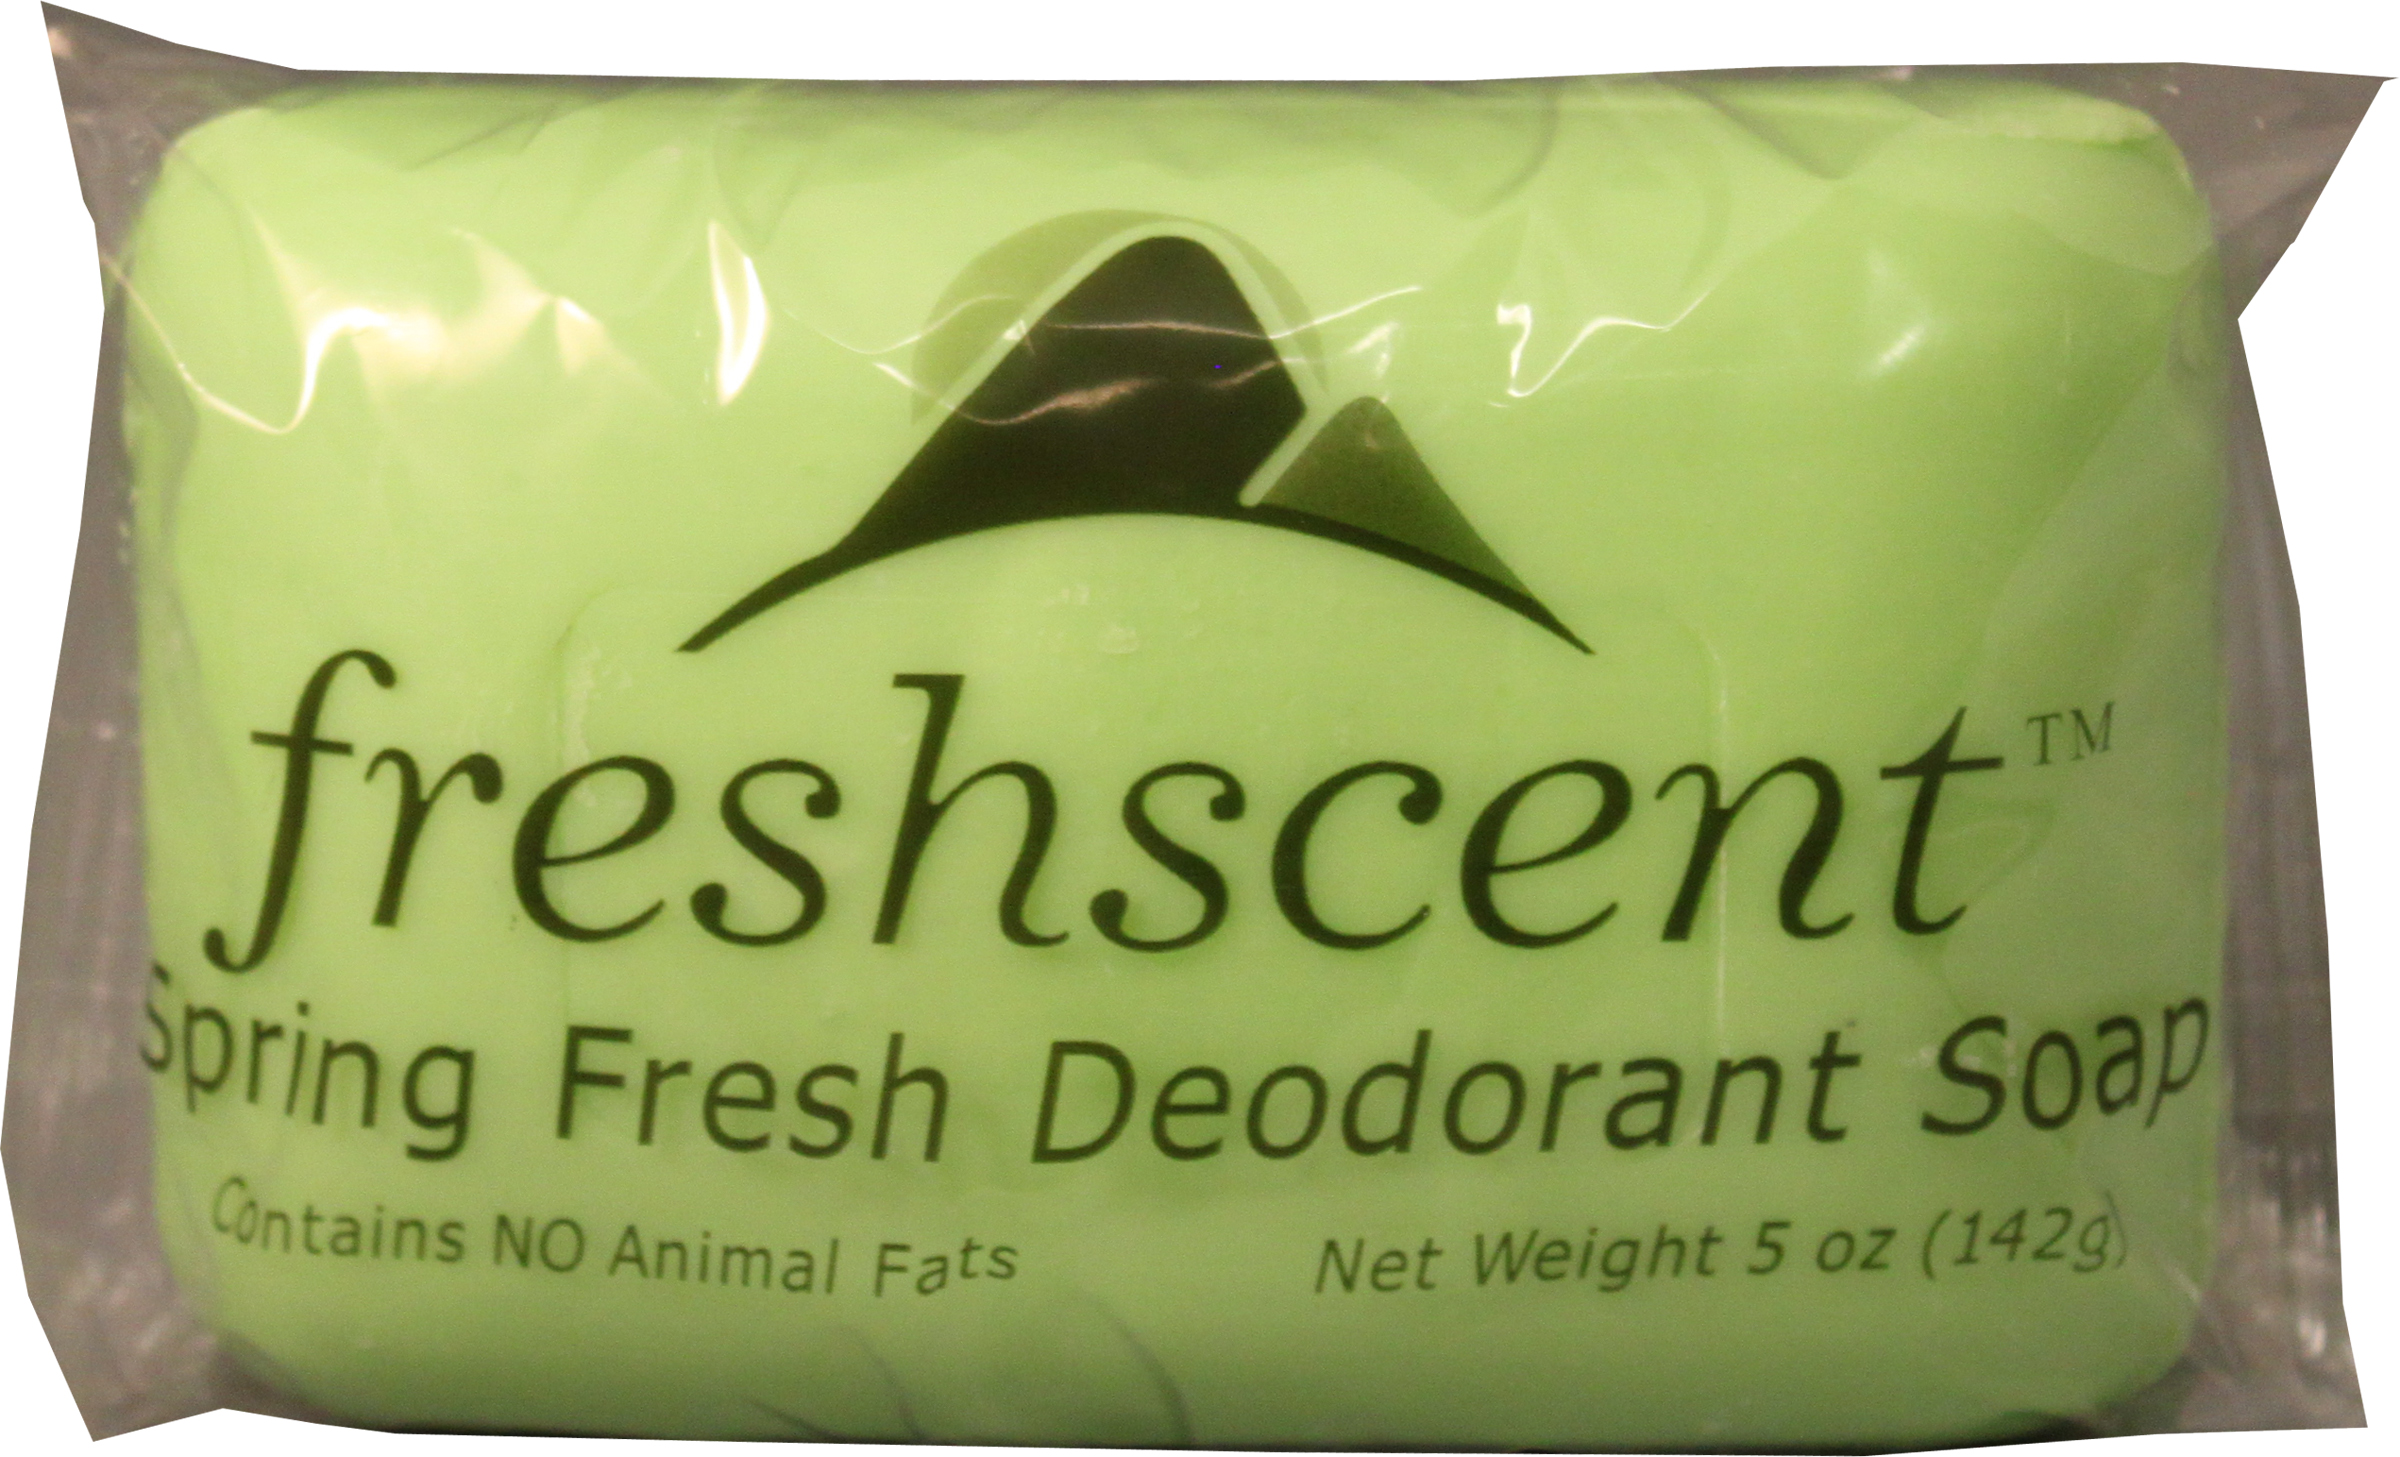 freshscent™
Spring Fresh Deodorant Soap
Contains NO Animal Fats
Net Weight 5 oz (142g)